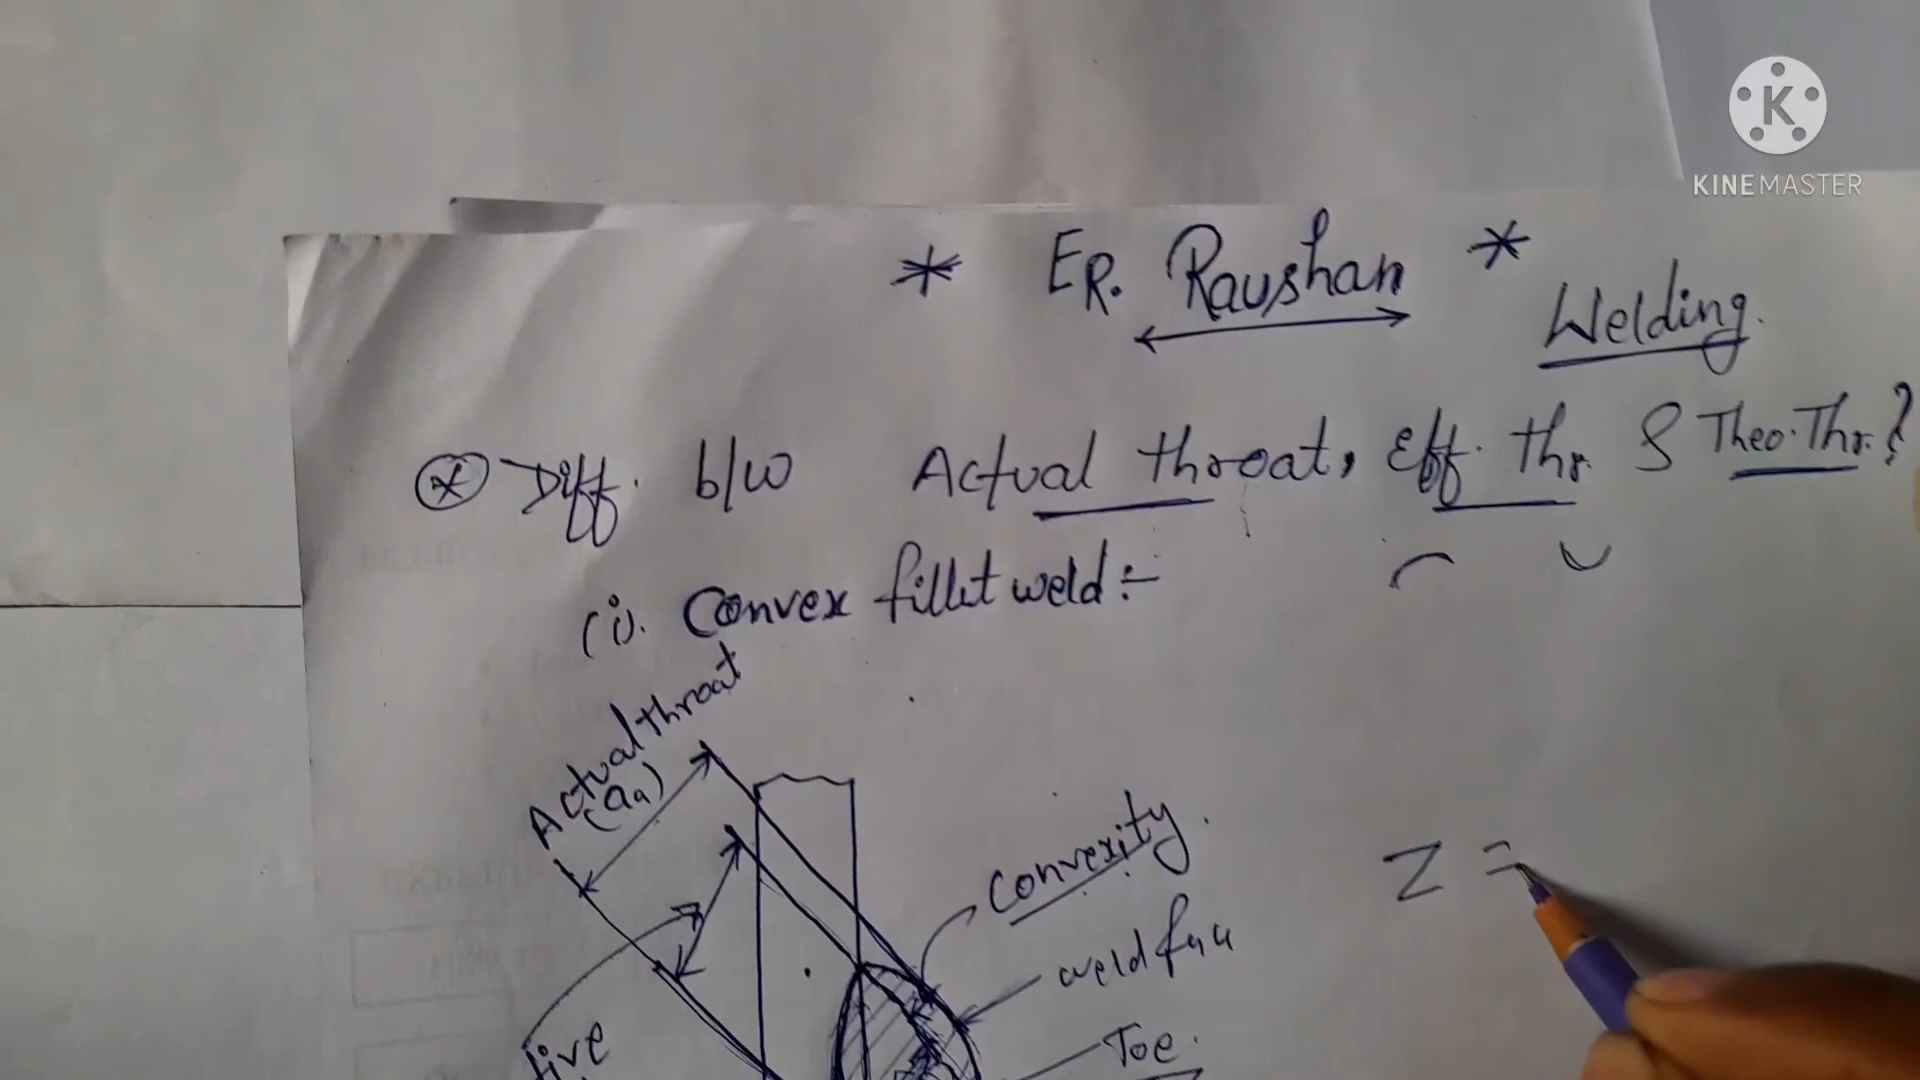 KINEMASTER
* ER. Raushan *
Welding.
Diff. b/w Actual throat, Eff. thr. & Theo. Thr.?
(i). Convex fillet weld :-
Actual throat
(aa)
Convexity.
weld face
Toe.
Z =
tive